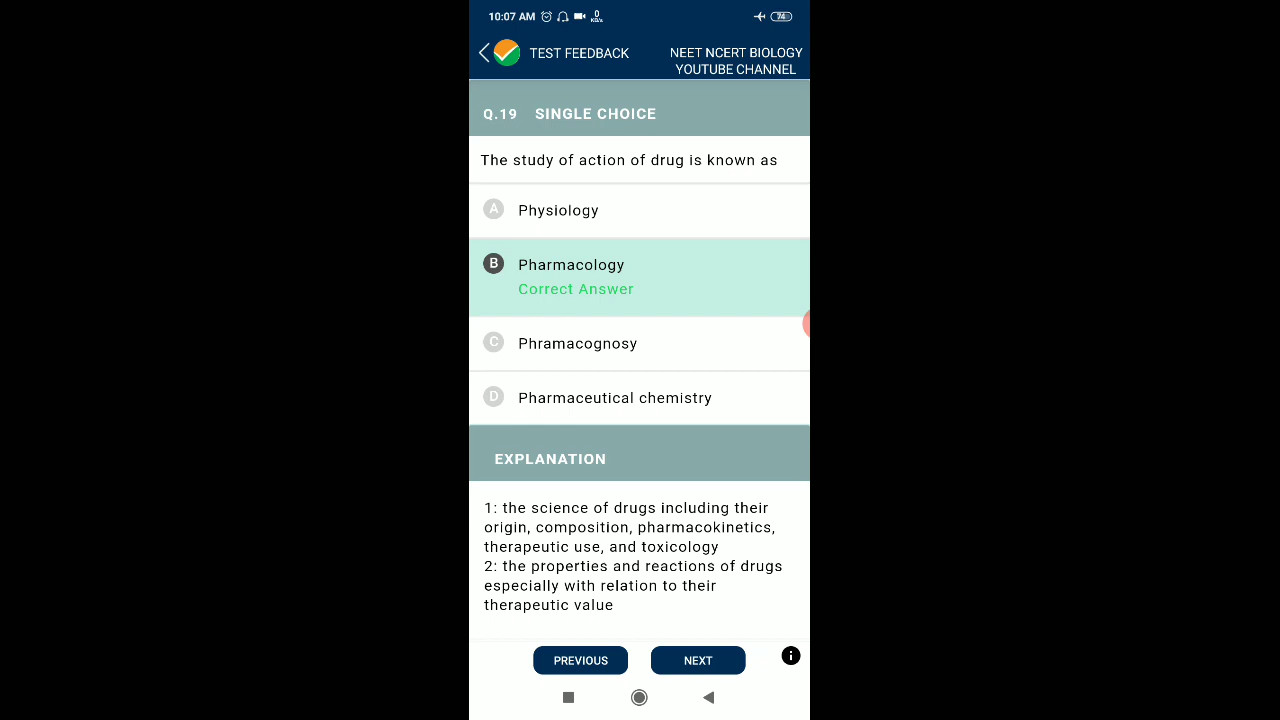 10:07 AM 0 KB/s 74
TEST FEEDBACK
NEET NCERT BIOLOGY
YOUTUBE CHANNEL
Q.19 SINGLE CHOICE
The study of action of drug is known as
A Physiology
B Pharmacology
Correct Answer
C Phramacognosy
D Pharmaceutical chemistry
EXPLANATION
1: the science of drugs including their
origin, composition, pharmacokinetics,
therapeutic use, and toxicology
2: the properties and reactions of drugs
especially with relation to their
therapeutic value
PREVIOUS NEXT